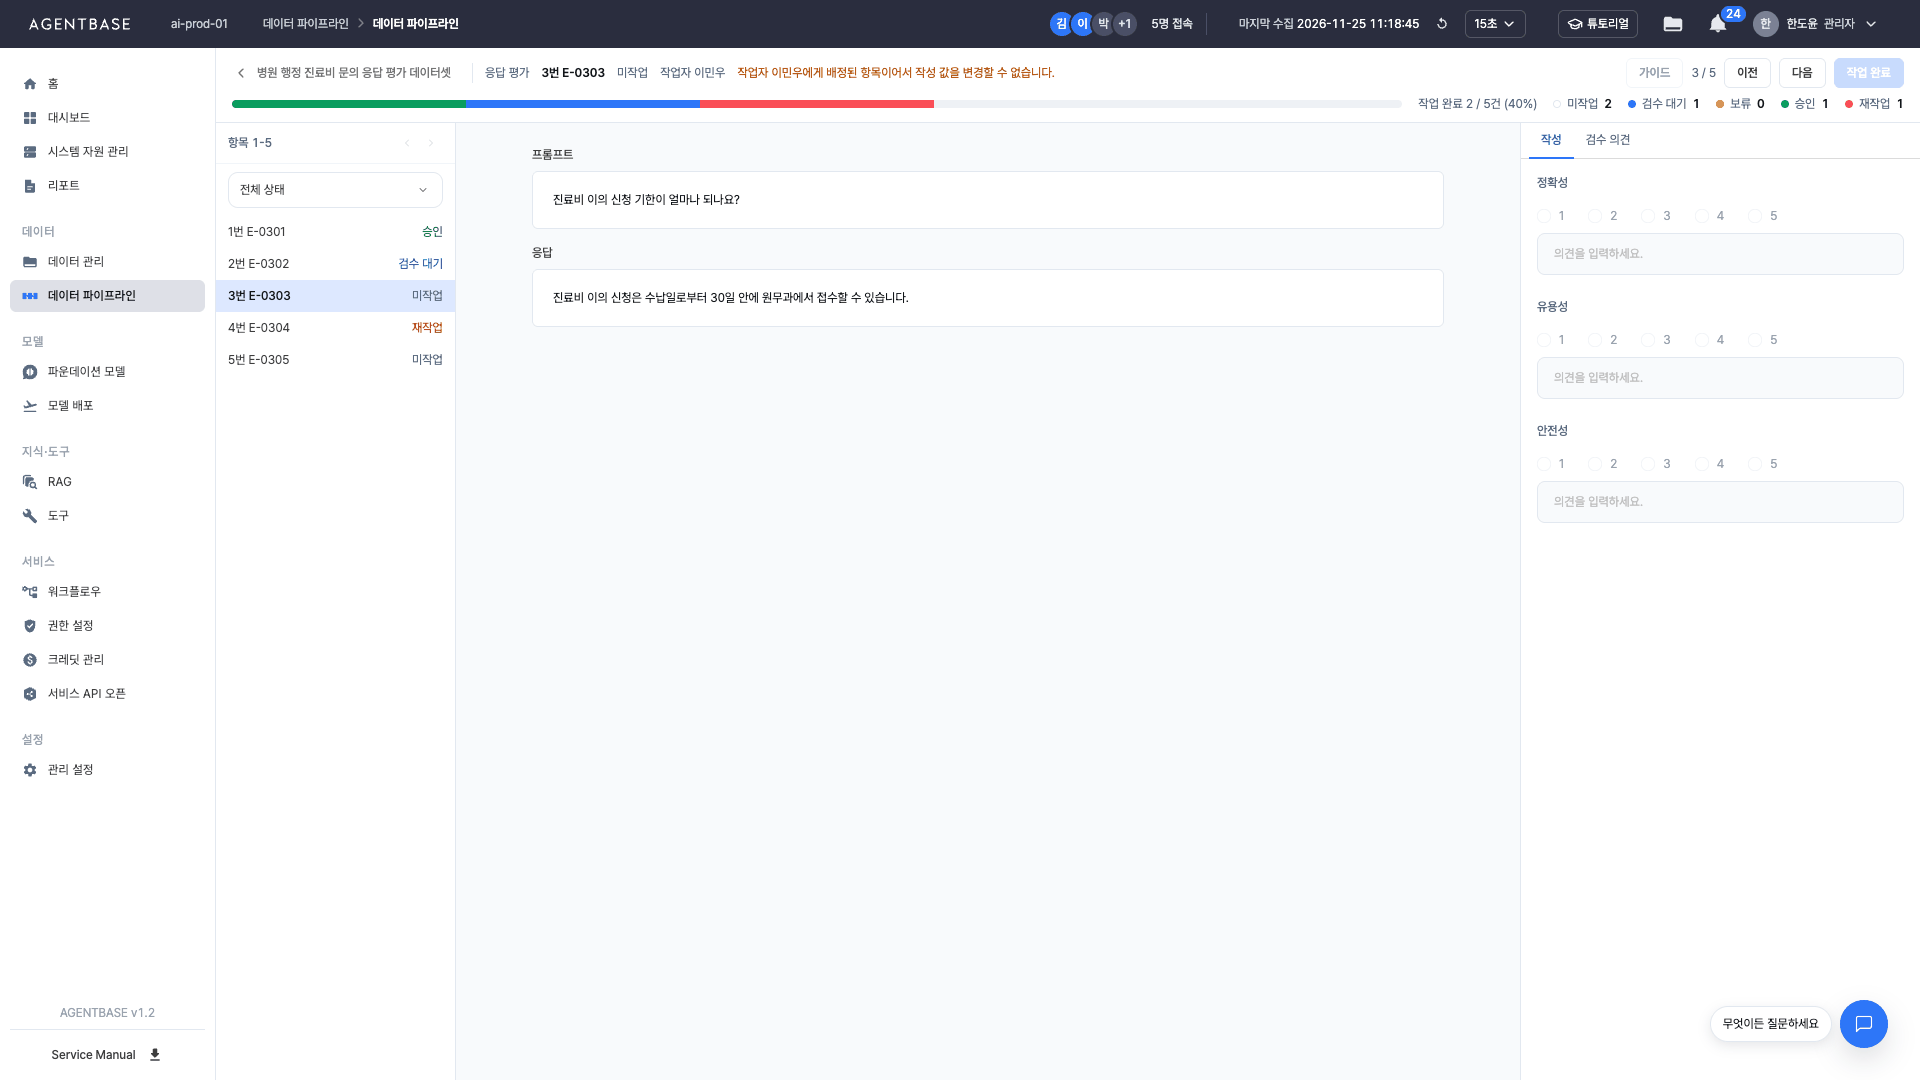 AGENTBASE
ai-prod-01
데이터 파이프라인 > 데이터 파이프라인
김 이 박 +1 5명 접속
마지막 수집 2026-11-25 11:18:45
15초
튜토리얼
24
한 한도윤 관리자
홈
대시보드
시스템 자원 관리
리포트
데이터
데이터 관리
데이터 파이프라인
모델
파운데이션 모델
모델 배포
지식·도구
RAG
도구
서비스
워크플로우
권한 설정
크레딧 관리
서비스 API 오픈
설정
관리 설정
AGENTBASE v1.2
Service Manual
병원 행정 진료비 문의 응답 평가 데이터셋
응답 평가 3번 E-0303 미작업 작업자 이민우 작업자 이민우에게 배정된 항목이어서 작성 값을 변경할 수 없습니다.
가이드 3 / 5 이전 다음 작업 완료
작업 완료 2 / 5건 (40%) 미작업 2 검수 대기 1 보류 0 승인 1 재작업 1
항목 1-5
전체 상태
1번 E-0301 승인
2번 E-0302 검수 대기
3번 E-0303 미작업
4번 E-0304 재작업
5번 E-0305 미작업
프롬프트
진료비 이의 신청 기한이 얼마나 되나요?
응답
진료비 이의 신청은 수납일로부터 30일 안에 원무과에서 접수할 수 있습니다.
작성 검수 의견
정확성
1 2 3 4 5
의견을 입력하세요.
유용성
1 2 3 4 5
의견을 입력하세요.
안전성
1 2 3 4 5
의견을 입력하세요.
무엇이든 질문하세요